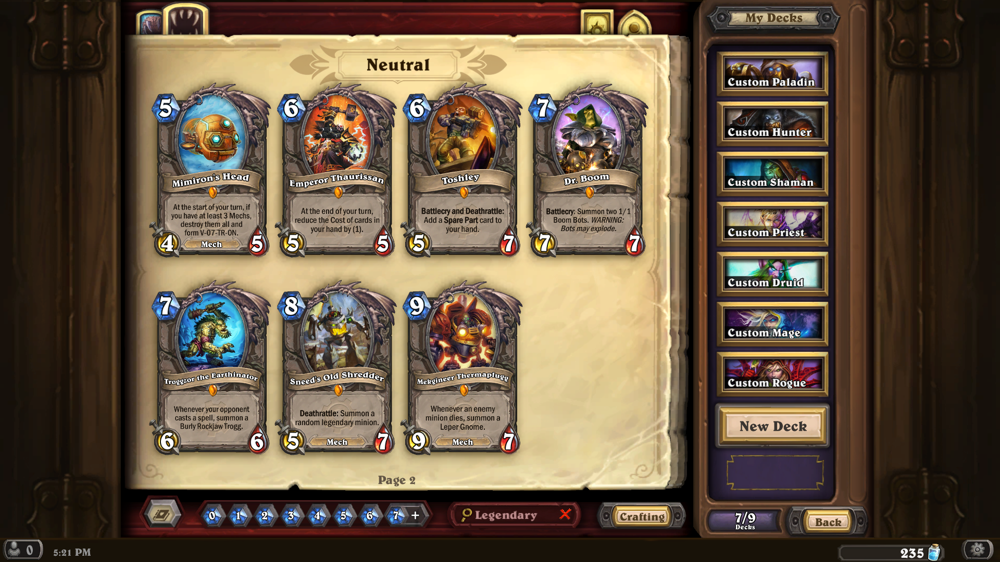 My Decks
Neutral
5
Mimiron's Head
At the start of your turn, if
you have at least 3 Mechs,
destroy them all and
form V-07-TR-ON.
Mech
4
5
6
Emperor Thaurissan
At the end of your turn,
reduce the Cost of cards in
your hand by (1).
5
5
6
Toshley
Battlecry and Deathrattle:
Add a Spare Part card to
your hand.
5
7
7
Dr. Boom
Battlecry: Summon two 1/1
Boom Bots. WARNING:
Bots may explode.
7
7
7
Troggzor the Earthinator
Whenever your opponent
casts a spell, summon a
Burly Rockjaw Trogg.
6
6
8
Sneed's Old Shredder
Deathrattle: Summon a
random legendary minion.
Mech
5
7
9
Mekgineer Thermaplugg
Whenever an enemy
minion dies, summon a
Leper Gnome.
Mech
9
7
Page 2
0 1 2 3 4 5 6 7 +
Legendary
Crafting
Custom Paladin
Custom Hunter
Custom Shaman
Custom Priest
Custom Druid
Custom Mage
Custom Rogue
New Deck
7/9
Decks
Back
0
5:21 PM
235